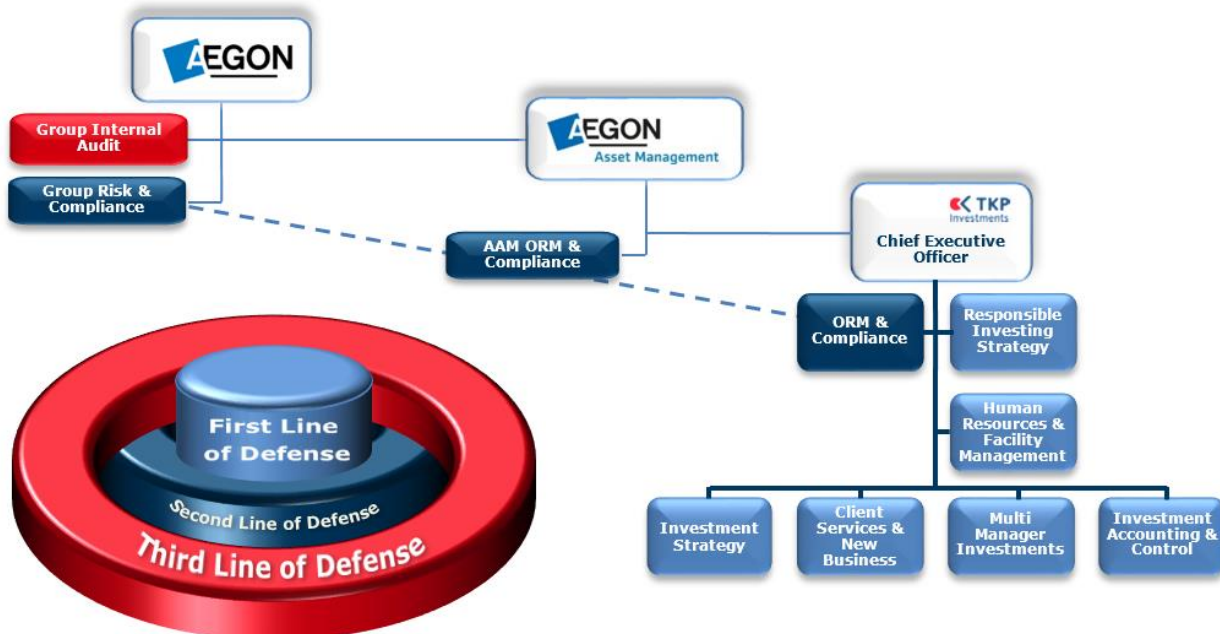 AEGON
Group Internal
Audit
Group Risk &
Compliance
AEGON
Asset Management
AAM ORM &
Compliance
TKP
Investments
Chief Executive
Officer
ORM &
Compliance
Responsible
Investing
Strategy
Human
Resources &
Facility
Management
Investment
Strategy
Client
Services &
New
Business
Multi
Manager
Investments
Investment
Accounting &
Control
First Line
of Defense
Second Line of Defense
Third Line of Defense